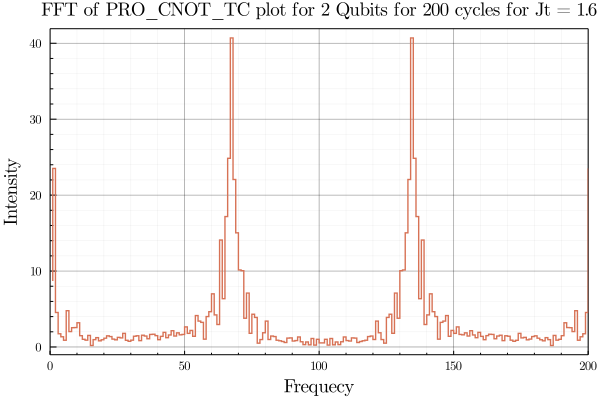 FFT of PRO_CNOT_TC plot for 2 Qubits for 200 cycles for Jt = 1.6
40
30
20
10
0
Intensity
0 50 100 150 200
Frequecy